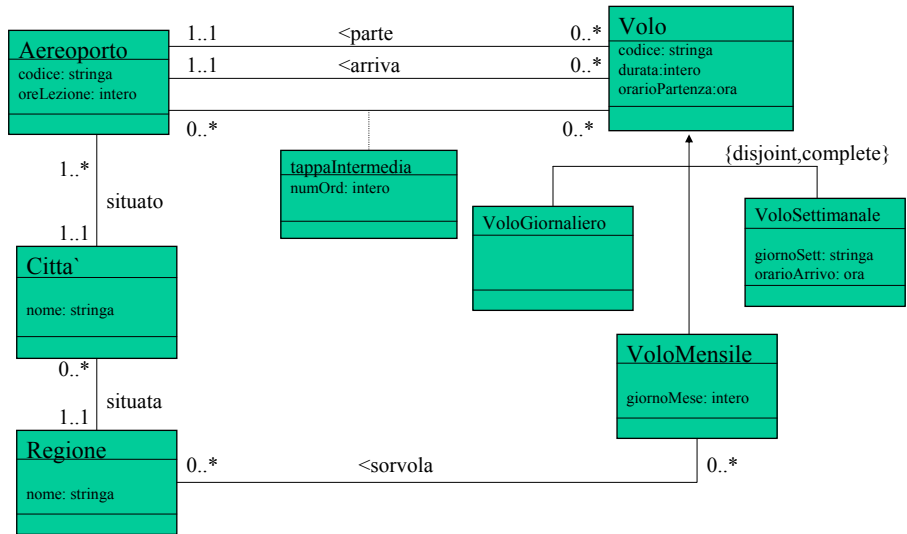 1..1 <parte 0..*
1..1 <arriva 0..*
0..* 0..*
Aereoporto
codice: stringa
oreLezione: intero
Volo
codice: stringa
durata:intero
orarioPartenza:ora
tappaIntermedia
numOrd: intero
{disjoint,complete}
VoloGiornaliero
VoloSettimanale
giornoSett: stringa
orarioArrivo: ora
1..*
situato
1..1
Citta`
nome: stringa
VoloMensile
giornoMese: intero
0..*
situata
1..1
Regione
nome: stringa
0..* <sorvola 0..*